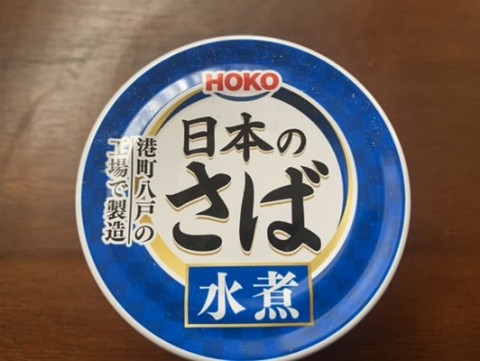 HOKO
日本の
さば
水煮
港町八戸の
工場で製造